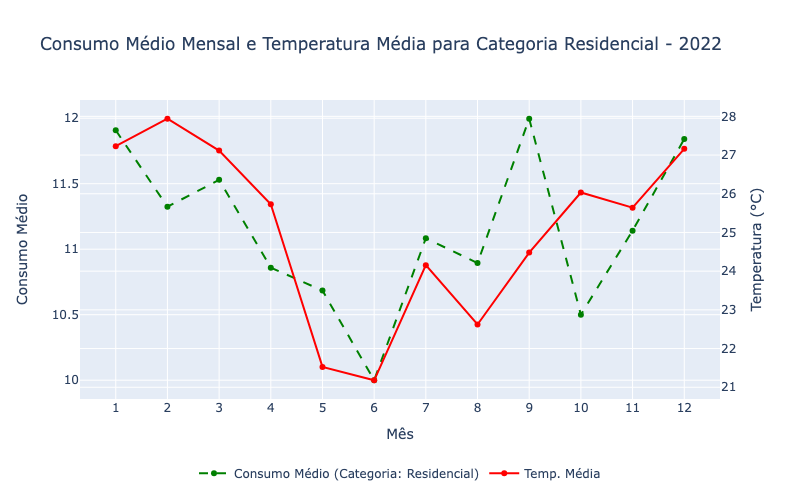 Consumo Médio Mensal e Temperatura Média para Categoria Residencial - 2022
12
11.5
11
10.5
10
Consumo Médio
28
27
26
25
24
23
22
21
Temperatura (°C)
1 2 3 4 5 6 7 8 9 10 11 12
Mês
Consumo Médio (Categoria: Residencial) Temp. Média